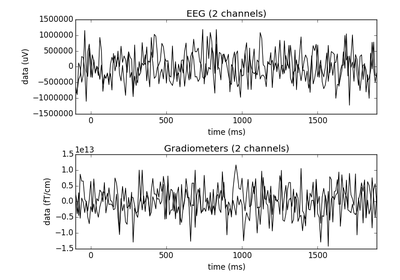 EEG (2 channels)
1500000
1000000
500000
0
−500000
−1000000
−1500000
data (uV)
0 500 1000 1500
time (ms)
Gradiometers (2 channels)
1e13
1.5
1.0
0.5
0.0
−0.5
−1.0
−1.5
data (fT/cm)
0 500 1000 1500
time (ms)